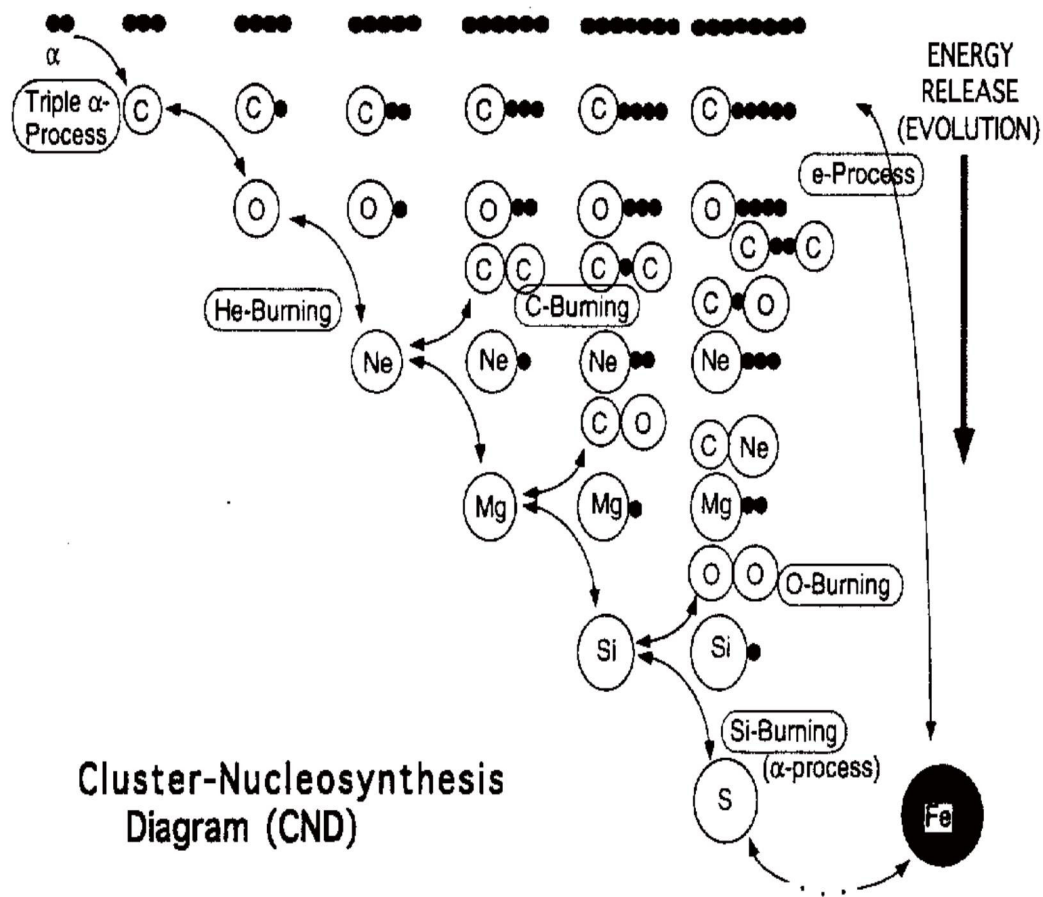 α
ENERGY
RELEASE
(EVOLUTION)
Triple α-
Process
C C C C C C C
e-Process
O O O O O
C C C C C C
He-Burning
C-Burning
C O
Ne Ne Ne Ne
C O C Ne
Mg Mg Mg
O O
O-Burning
Si Si
Si-Burning
(α-process)
Cluster-Nucleosynthesis
Diagram (CND)
S
Fe